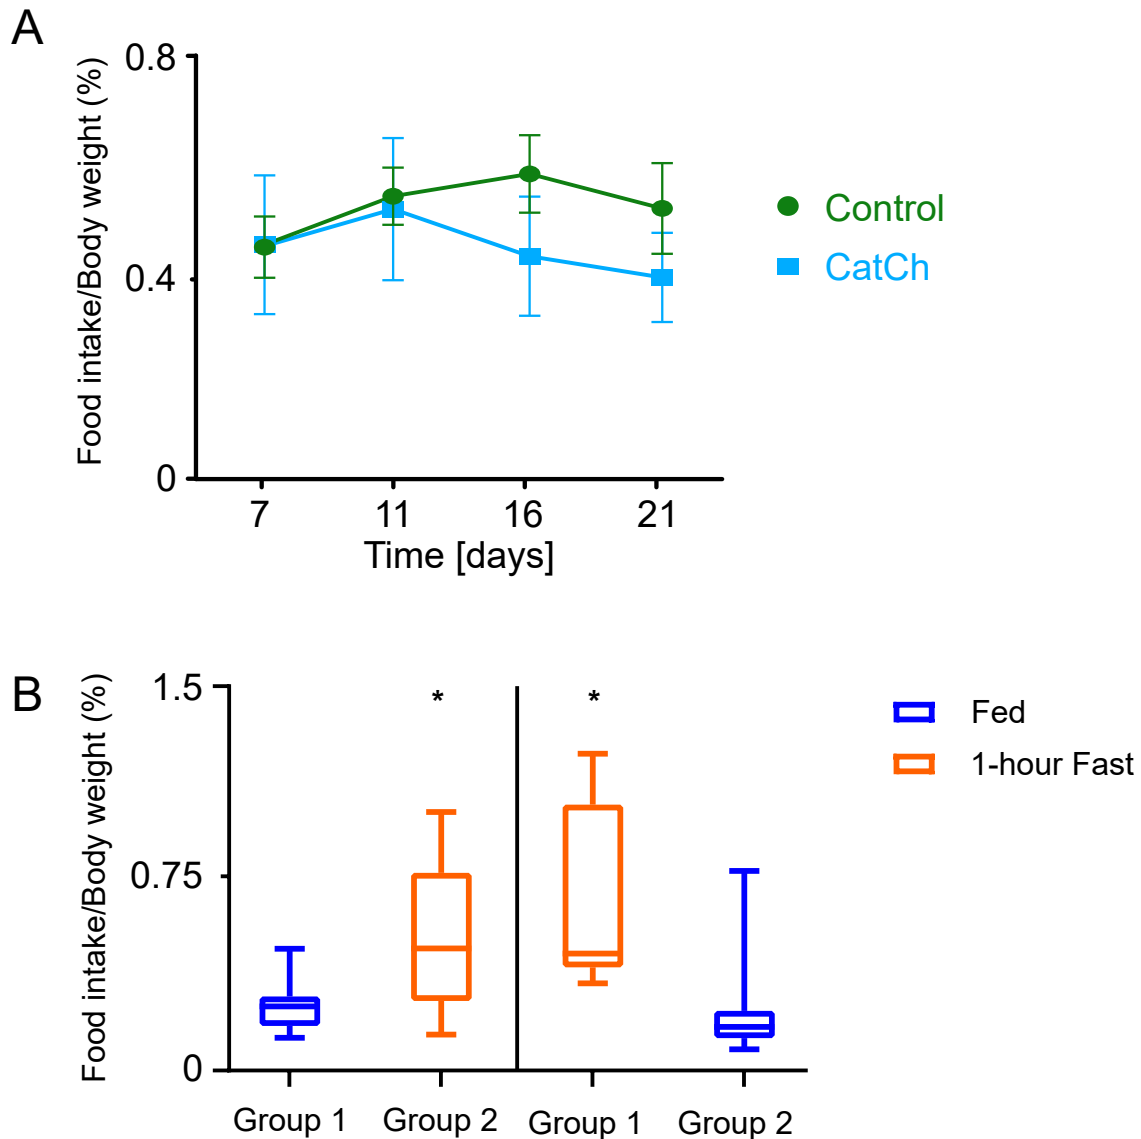 A
Food intake/Body weight (%)
0.8
0.4
0
7 11 16 21
Time [days]
Control
CatCh
B
Food intake/Body weight (%)
1.5
0.75
0
* *
Group 1 Group 2 Group 1 Group 2
Fed
1-hour Fast